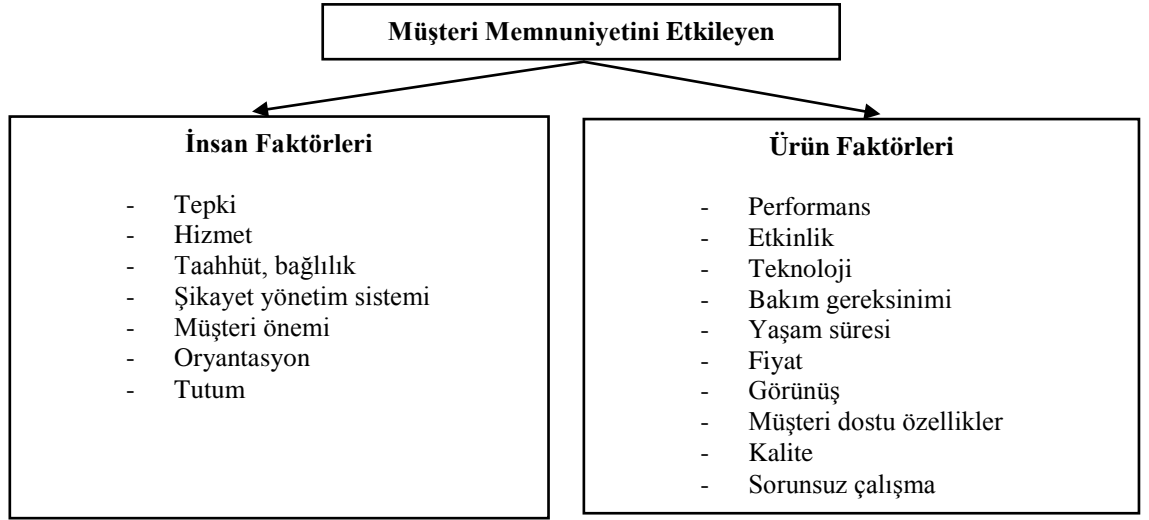 Müşteri Memnuniyetini Etkileyen
İnsan Faktörleri
- Tepki
- Hizmet
- Taahhüt, bağlılık
- Şikayet yönetim sistemi
- Müşteri önemi
- Oryantasyon
- Tutum
Ürün Faktörleri
- Performans
- Etkinlik
- Teknoloji
- Bakım gereksinimi
- Yaşam süresi
- Fiyat
- Görünüş
- Müşteri dostu özellikler
- Kalite
- Sorunsuz çalışma